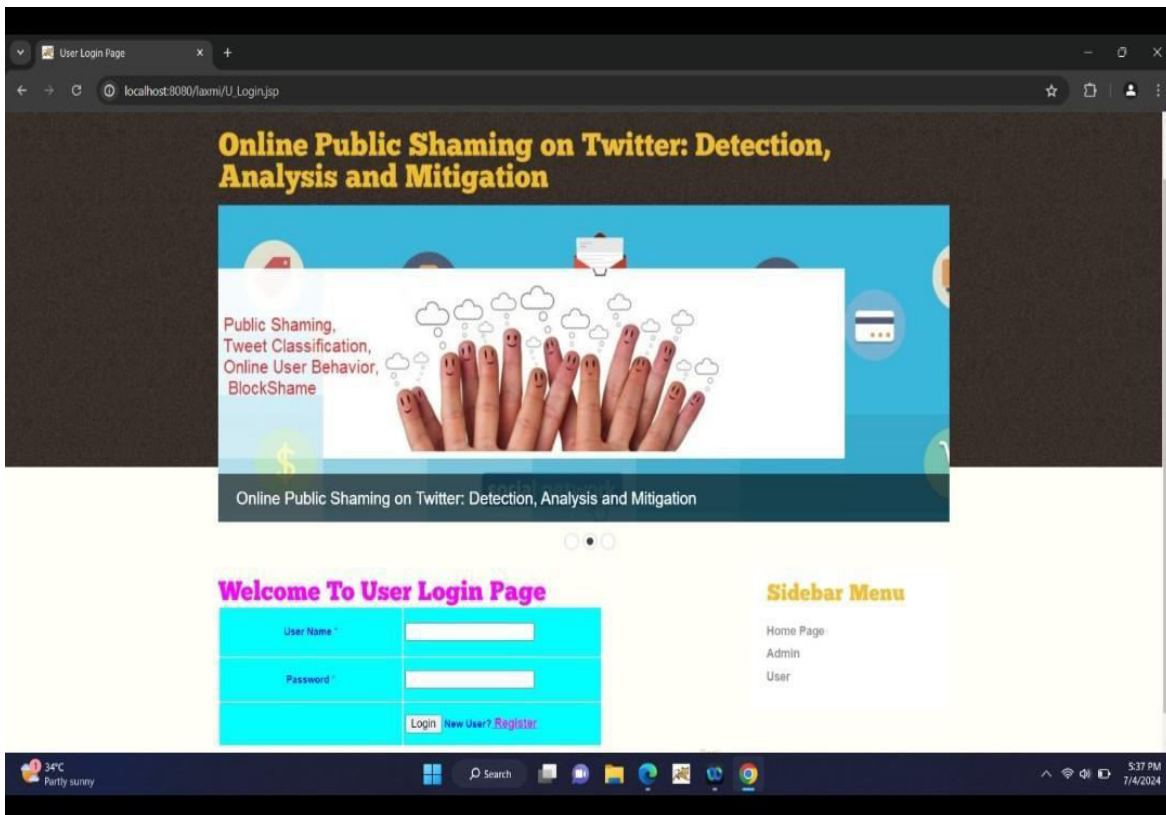 User Login Page
localhost:8080/laxmi/U_Login.jsp
Online Public Shaming on Twitter: Detection,
Analysis and Mitigation
Public Shaming,
Tweet Classification,
Online User Behavior,
BlockShame
social network
Online Public Shaming on Twitter: Detection, Analysis and Mitigation
Welcome To User Login Page
User Name *
Password *
Login New User? Register
Sidebar Menu
Home Page
Admin
User
34°C
Partly sunny
Search
5:37 PM
7/4/2024